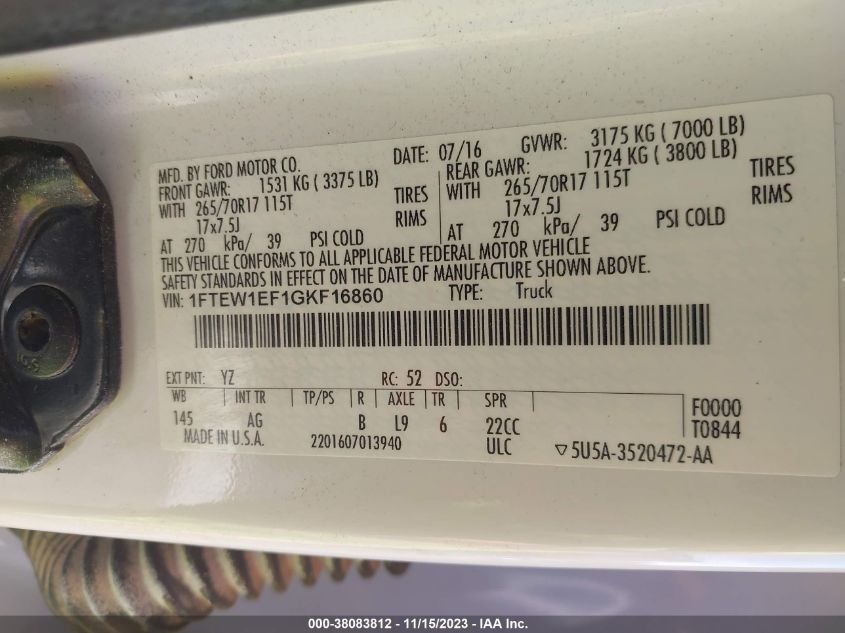 MFD. BY FORD MOTOR CO. DATE: 07/16 GVWR: 3175 KG ( 7000 LB)
FRONT GAWR: 1531 KG ( 3375 LB) REAR GAWR: 1724 KG ( 3800 LB)
WITH 265/70R17 115T TIRES WITH 265/70R17 115T TIRES
17x7.5J RIMS 17x7.5J RIMS
AT 270 kPa/ 39 PSI COLD AT 270 kPa/ 39 PSI COLD
THIS VEHICLE CONFORMS TO ALL APPLICABLE FEDERAL MOTOR VEHICLE
SAFETY STANDARDS IN EFFECT ON THE DATE OF MANUFACTURE SHOWN ABOVE.
VIN: 1FTEW1EF1GKF16860 TYPE: Truck
EXT PNT: YZ RC: 52 DSO:
WB INT TR TP/PS R AXLE TR SPR
145 AG B L9 6 22CC
F0000
T0844
MADE IN U.S.A. 2201607013940 ULC ▽5U5A-3520472-AA
000-38083812 - 11/15/2023 - IAA Inc.